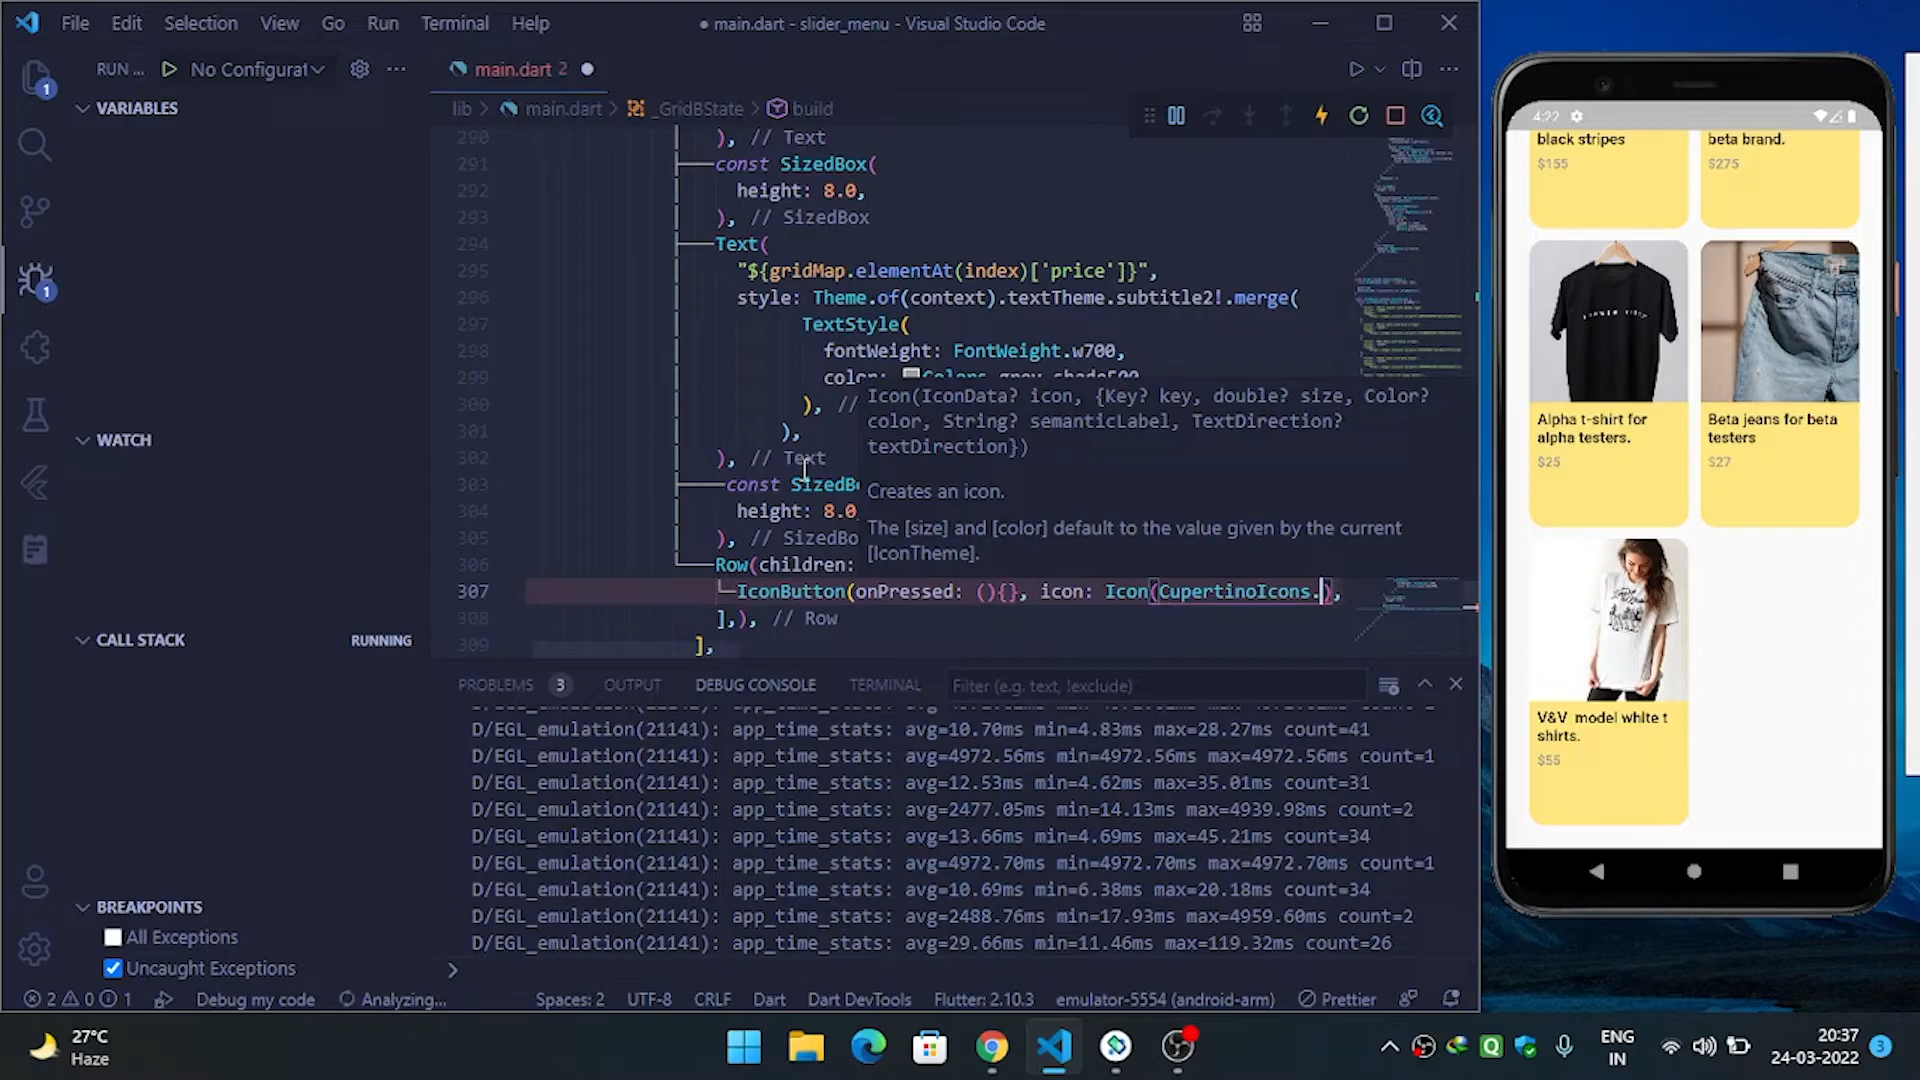 File Edit Selection View Go Run Terminal Help
● main.dart - slider_menu - Visual Studio Code
RUN ... No Configurat
main.dart 2
lib > main.dart > _GridBState > build
VARIABLES
WATCH
CALL STACK
RUNNING
BREAKPOINTS
All Exceptions
Uncaught Exceptions
1
1
290 ), // Text
291 const SizedBox(
292 height: 8.0,
293 ), // SizedBox
294 Text(
295 "${gridMap.elementAt(index)['price']}",
296 style: Theme.of(context).textTheme.subtitle2!.merge(
297 TextStyle(
298 fontWeight: FontWeight.w700,
299 color: Colors.grey.shade500
300 ), //
301 ),
302 ), // Text
303 const SizedB
304 height: 8.0
305 ), // SizedBo
306 Row(children:
307 IconButton(onPressed: (){}, icon: Icon(CupertinoIcons.),
308 ],), // Row
309 ],
Icon(IconData? icon, {Key? key, double? size, Color?
color, String? semanticLabel, TextDirection?
textDirection})
Creates an icon.
The [size] and [color] default to the value given by the current
[IconTheme].
PROBLEMS 3 OUTPUT DEBUG CONSOLE TERMINAL Filter (e.g. text, !exclude)
D/EGL_emulation(21141): app_time_stats: avg=10.70ms min=4.83ms max=28.27ms count=41
D/EGL_emulation(21141): app_time_stats: avg=4972.56ms min=4972.56ms max=4972.56ms count=1
D/EGL_emulation(21141): app_time_stats: avg=12.53ms min=4.62ms max=35.01ms count=31
D/EGL_emulation(21141): app_time_stats: avg=2477.05ms min=14.13ms max=4939.98ms count=2
D/EGL_emulation(21141): app_time_stats: avg=13.66ms min=4.69ms max=45.21ms count=34
D/EGL_emulation(21141): app_time_stats: avg=4972.70ms min=4972.70ms max=4972.70ms count=1
D/EGL_emulation(21141): app_time_stats: avg=10.69ms min=6.38ms max=20.18ms count=34
D/EGL_emulation(21141): app_time_stats: avg=2488.76ms min=17.93ms max=4959.60ms count=2
D/EGL_emulation(21141): app_time_stats: avg=29.66ms min=11.46ms max=119.32ms count=26
2 0 1 Debug my code Analyzing... Spaces: 2 UTF-8 CRLF Dart Dart DevTools Flutter: 2.10.3 emulator-5554 (android-arm) Prettier
4:22
black stripes
$155
beta brand.
$275
Alpha t-shirt for
alpha testers.
$25
Beta jeans for beta
testers
$27
V&V model white t
shirts.
$55
27°C
Haze
ENG
IN
20:37
24-03-2022
3